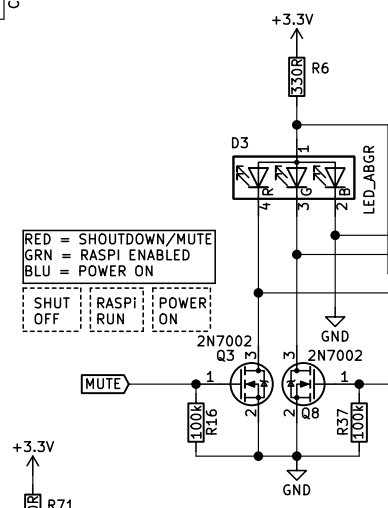 +3.3V
330R
R6
D3
1
R
G
B
LED_ABGR
4
3
2
RED = SHOUTDOWN/MUTE
GRN = RASPI ENABLED
BLU = POWER ON
SHUT OFF
RASPi RUN
POWER ON
GND
2N7002
Q3
3
3
2N7002
MUTE
1
1
2
2
Q8
100k
R16
R37
100k
+3.3V
GND
R71